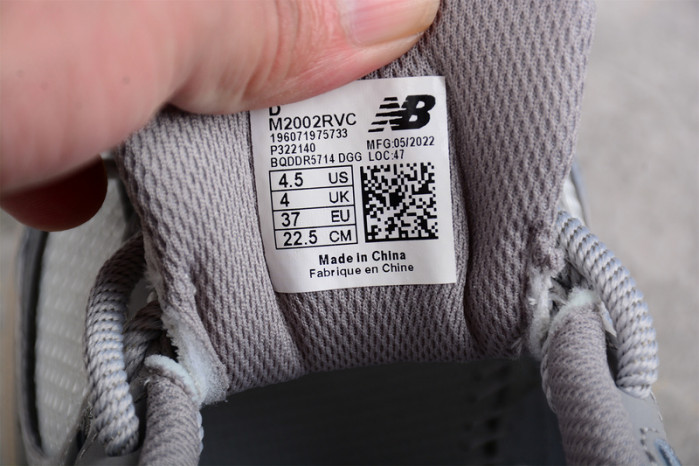 D
M2002RVC
196071975733
P322140
BQDDR5714 DGG
NB
MFG:05/2022
LOC:47
4.5 US
4 UK
37 EU
22.5 CM
Made in China
Fabrique en Chine